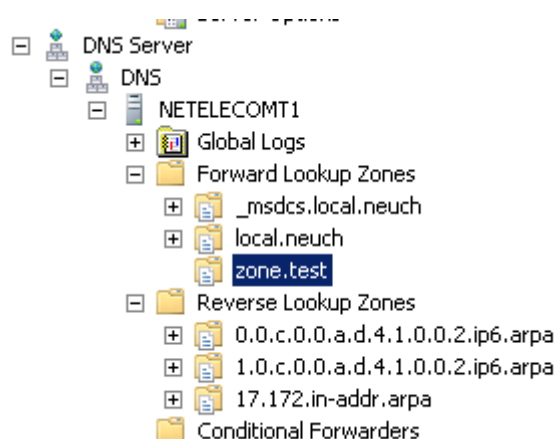 DNS Server
DNS
NETELECOMT1
Global Logs
Forward Lookup Zones
_msdcs.local.neuch
local.neuch
zone.test
Reverse Lookup Zones
0.0.c.0.0.a.d.4.1.0.0.2.ip6.arpa
1.0.c.0.0.a.d.4.1.0.0.2.ip6.arpa
17.172.in-addr.arpa
Conditional Forwarders